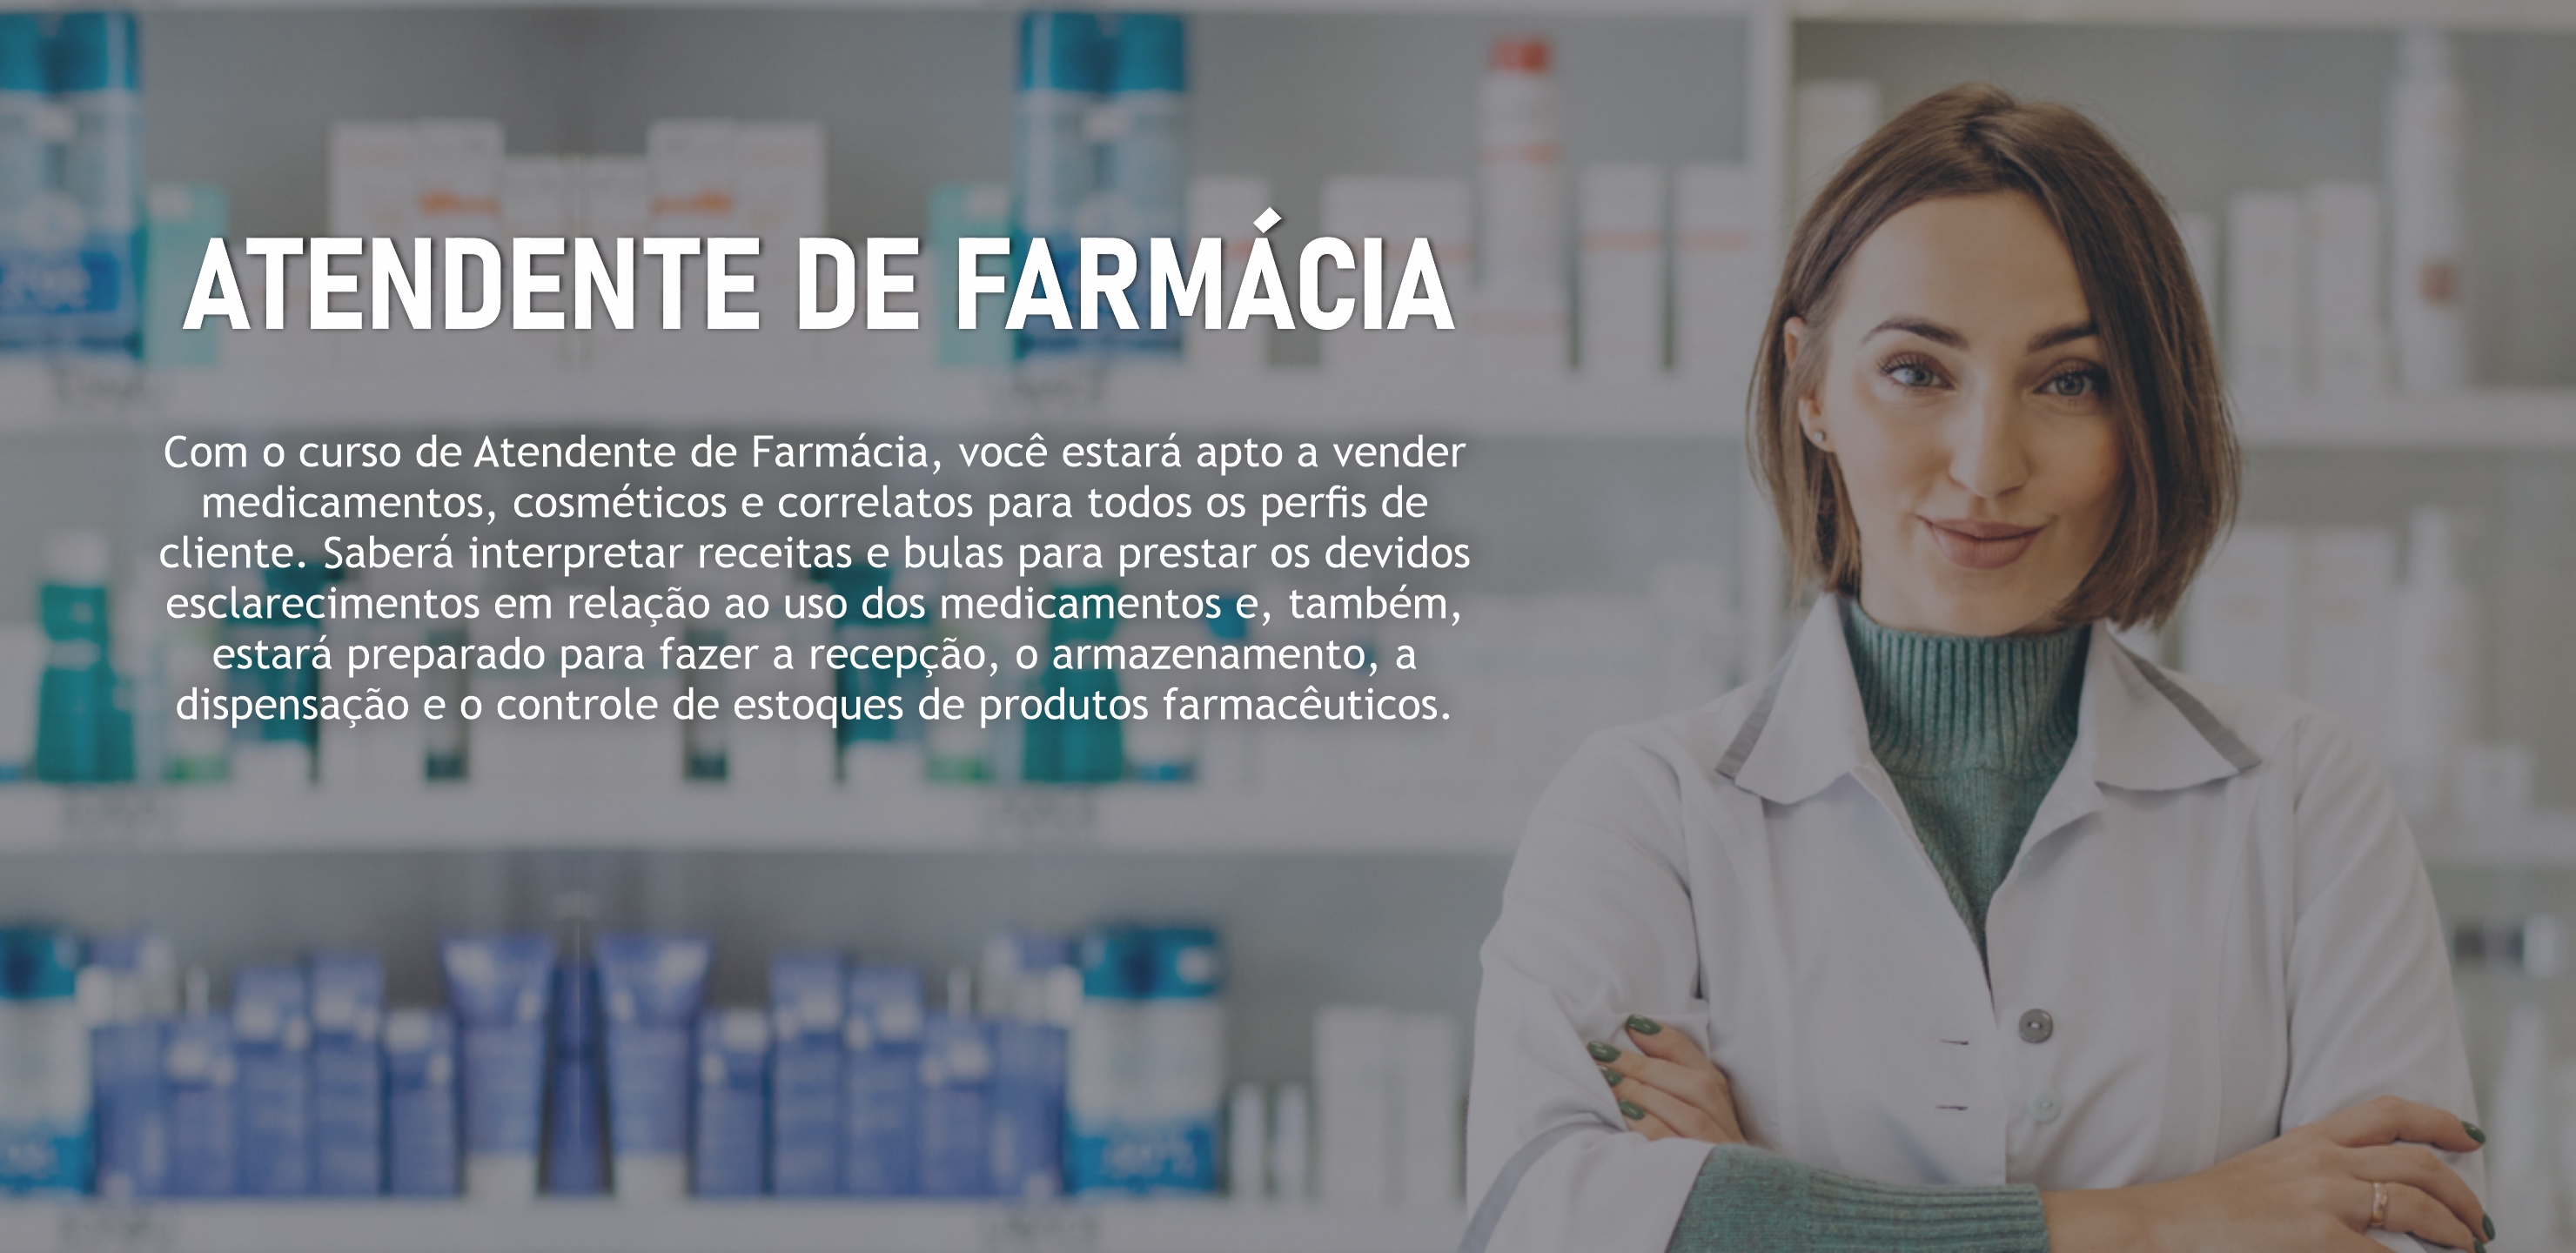 ATENDENTE DE FARMÁCIA
Com o curso de Atendente de Farmácia, você estará apto a vender
medicamentos, cosméticos e correlatos para todos os perfis de
cliente. Saberá interpretar receitas e bulas para prestar os devidos
esclarecimentos em relação ao uso dos medicamentos e, também,
estará preparado para fazer a recepção, o armazenamento, a
dispensação e o controle de estoques de produtos farmacêuticos.